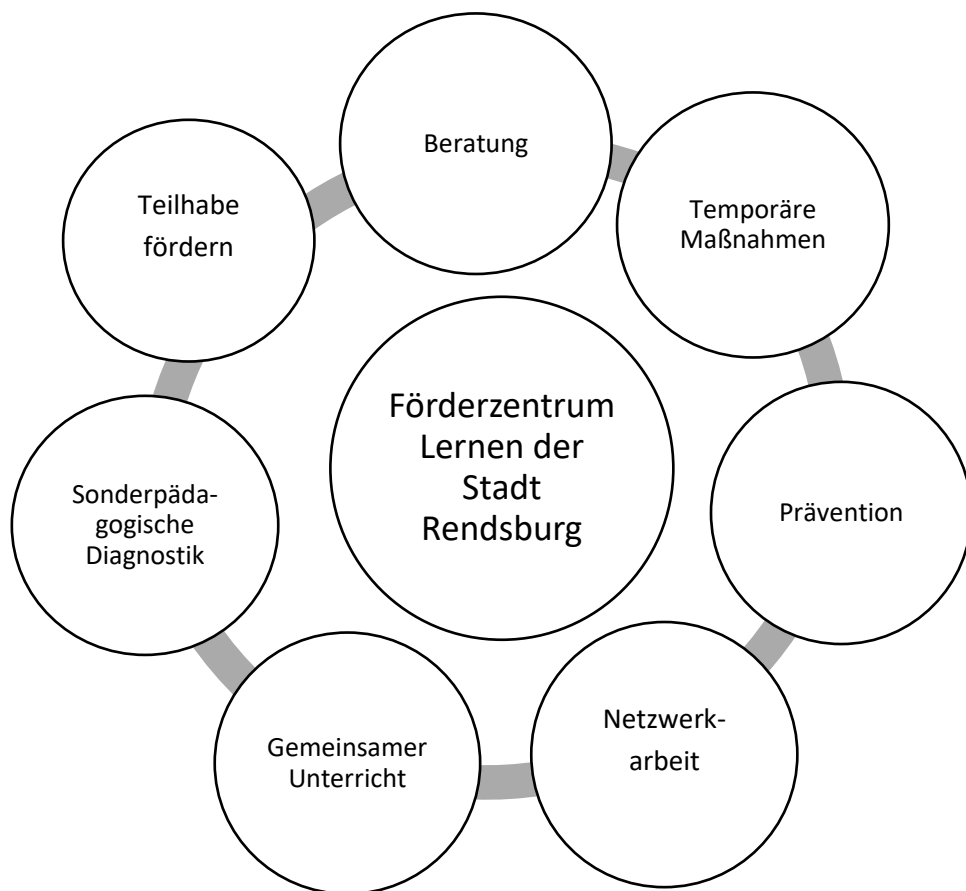 Beratung
Temporäre
Maßnahmen
Prävention
Netzwerk-
arbeit
Gemeinsamer
Unterricht
Sonderpäda-
gogische
Diagnostik
Teilhabe
fördern
Förderzentrum
Lernen der
Stadt
Rendsburg